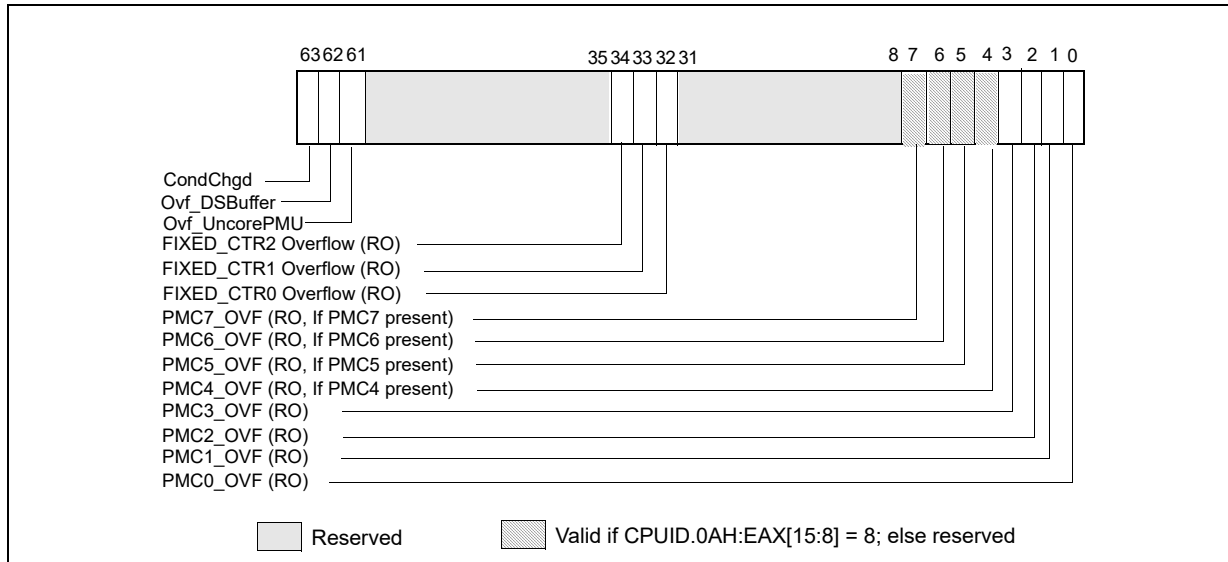 63 62 61 35 34 33 32 31 8 7 6 5 4 3 2 1 0
CondChgd
Ovf_DSBuffer
Ovf_UncorePMU
FIXED_CTR2 Overflow (RO)
FIXED_CTR1 Overflow (RO)
FIXED_CTR0 Overflow (RO)
PMC7_OVF (RO, If PMC7 present)
PMC6_OVF (RO, If PMC6 present)
PMC5_OVF (RO, If PMC5 present)
PMC4_OVF (RO, If PMC4 present)
PMC3_OVF (RO)
PMC2_OVF (RO)
PMC1_OVF (RO)
PMC0_OVF (RO)
Reserved Valid if CPUID.0AH:EAX[15:8] = 8; else reserved